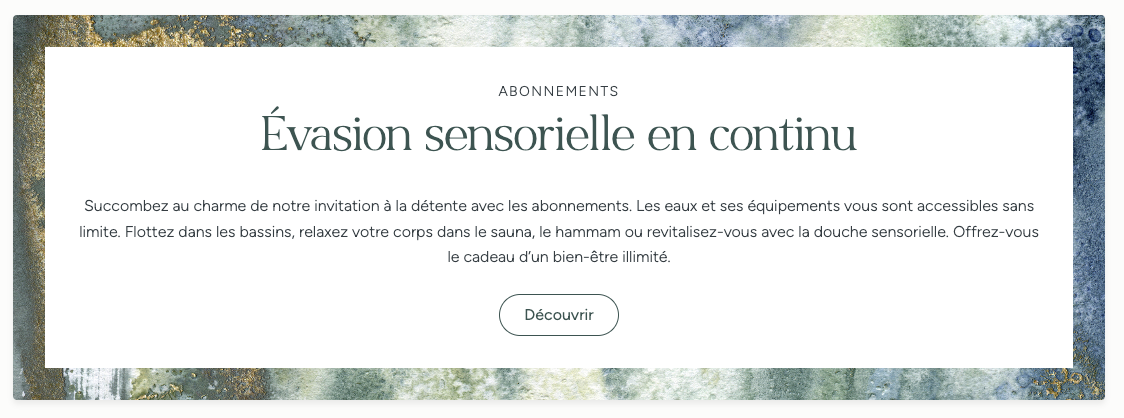 ABONNEMENTS
Évasion sensorielle en continu
Succombez au charme de notre invitation à la détente avec les abonnements. Les eaux et ses équipements vous sont accessibles sans
limite. Flottez dans les bassins, relaxez votre corps dans le sauna, le hammam ou revitalisez-vous avec la douche sensorielle. Offrez-vous
le cadeau d’un bien-être illimité.
Découvrir